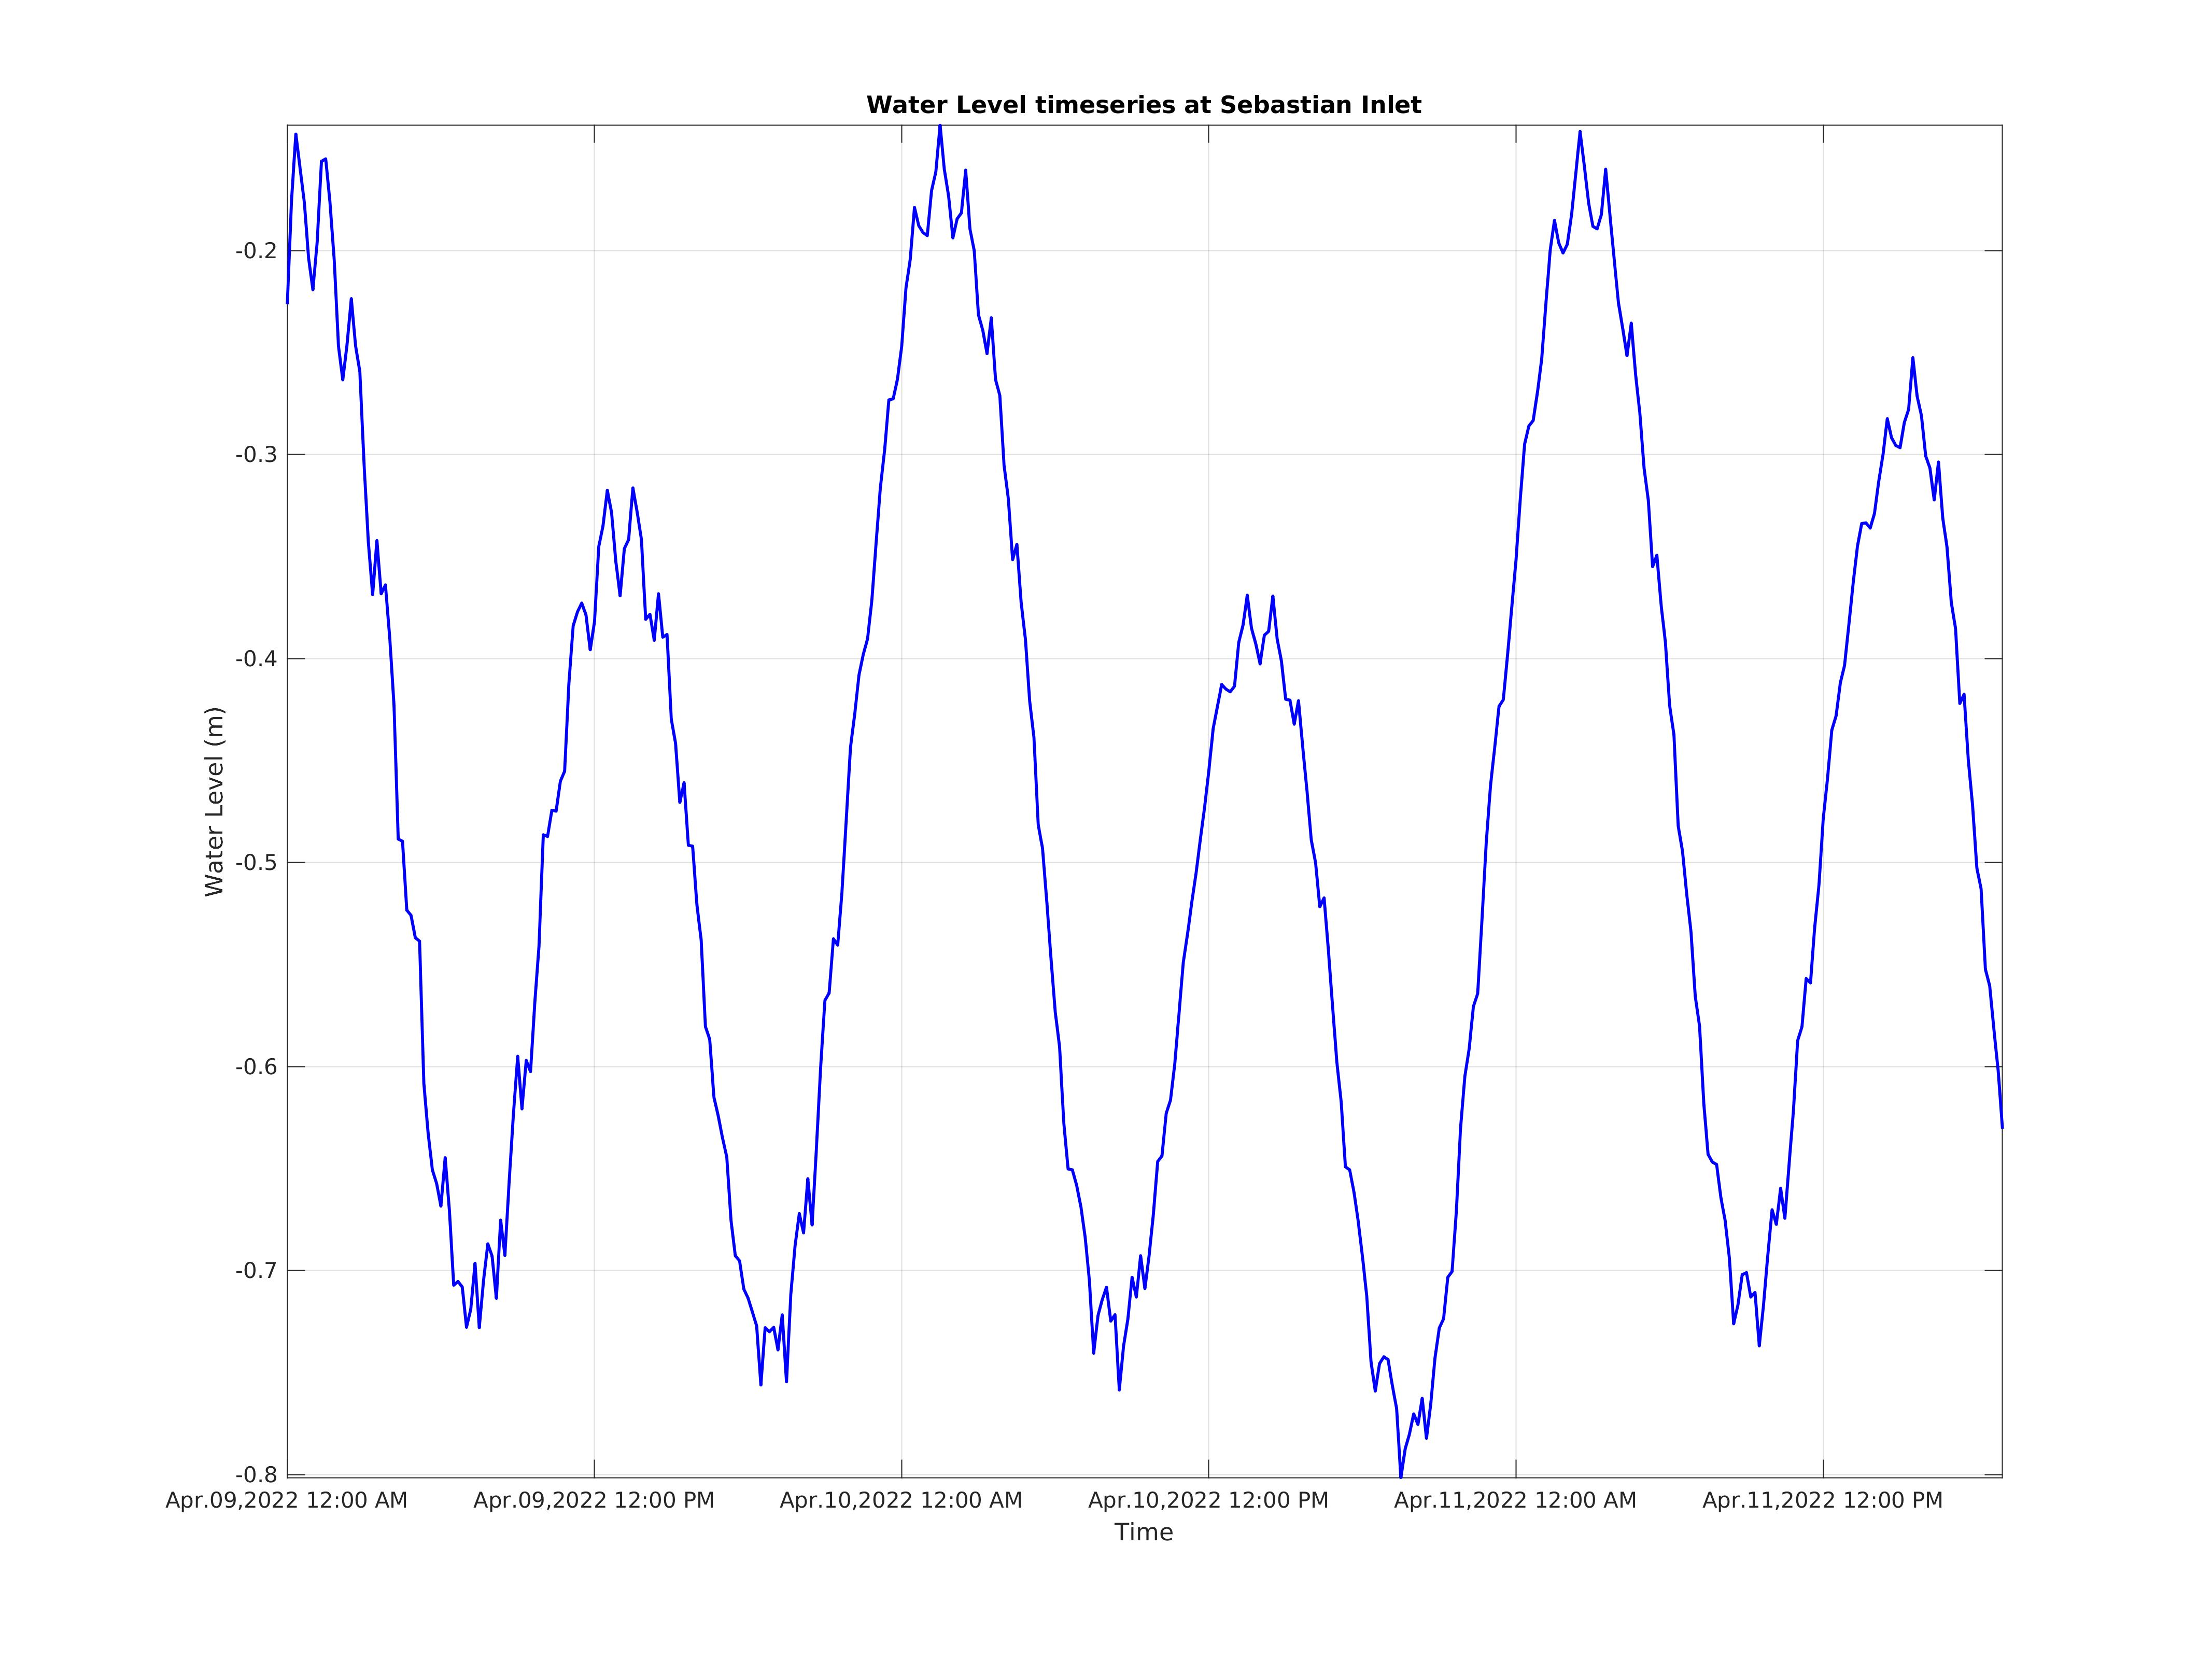 Water Level timeseries at Sebastian Inlet
-0.2
-0.3
-0.4
-0.5
-0.6
-0.7
-0.8
Water Level (m)
Apr.09,2022 12:00 AM
Apr.09,2022 12:00 PM
Apr.10,2022 12:00 AM
Apr.10,2022 12:00 PM
Apr.11,2022 12:00 AM
Apr.11,2022 12:00 PM
Time